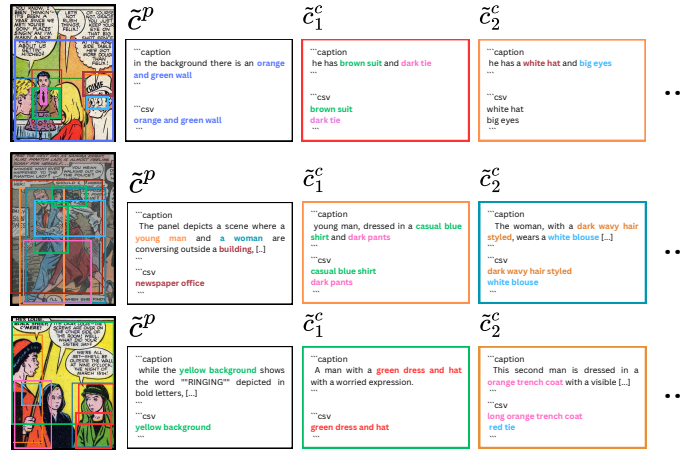 c̃ᵖ
c̃₁ᶜ
c̃₂ᶜ
```caption
in the background there is an orange
and green wall
```
```csv
orange and green wall
```
```caption
he has brown suit and dark tie
```
```csv
brown suit
dark tie
```
```caption
he has a white hat and big eyes
```
```csv
white hat
big eyes
```
..
c̃ᵖ
c̃₁ᶜ
c̃₂ᶜ
```caption
The panel depicts a scene where a
young man and a woman are
conversing outside a building, [..]
```
```csv
newspaper office
```
```caption
young man, dressed in a casual blue
shirt and dark pants
```
```csv
casual blue shirt
dark pants
```
```caption
The woman, with a dark wavy hair
styled, wears a white blouse [...]
```
```csv
dark wavy hair styled
white blouse
```
..
c̃ᵖ
c̃₁ᶜ
c̃₂ᶜ
```caption
while the yellow background shows
the word ""RINGING"" depicted in
bold letters, [...]
```
```csv
yellow background
```
```caption
A man with a green dress and hat
with a worried expression.
```
```csv
green dress and hat
```
```caption
This second man is dressed in a
orange trench coat with a visible [...]
```
```csv
long orange trench coat
red tie
```
..